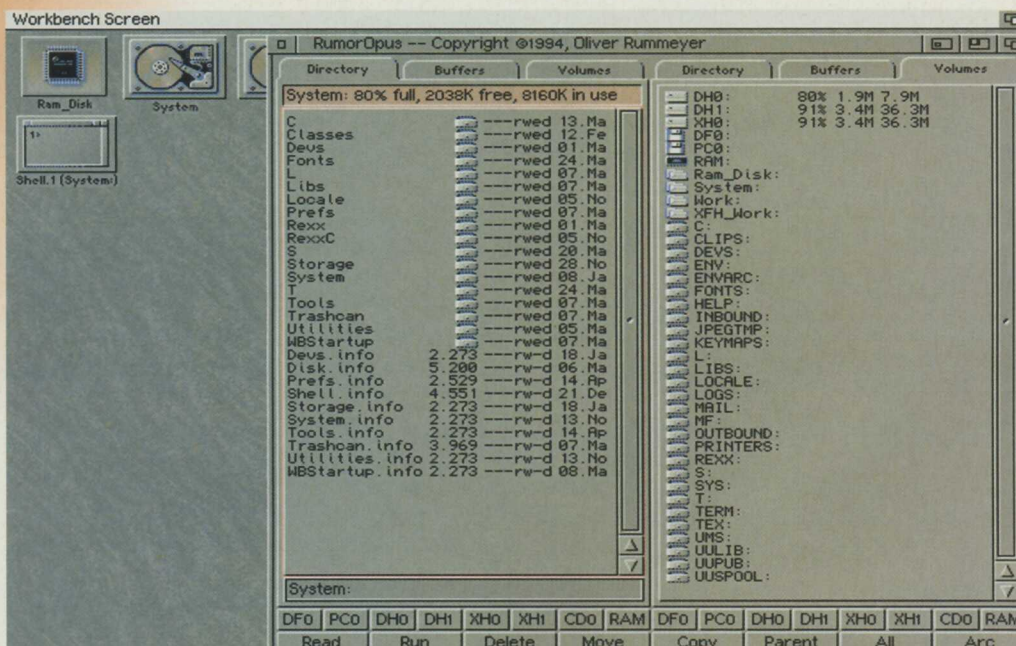 Workbench Screen
Ram_Disk
System
1>
Shell.1 (System:)
RumorOpus -- Copyright ©1994, Oliver Rummeyer
Directory Buffers Volumes
System: 80% full, 2038K free, 8160K in use
C ---rwed 13.Ma
Classes ---rwed 12.Fe
Devs ---rwed 01.Ma
Fonts ---rwed 24.Ma
L ---rwed 07.Ma
Libs ---rwed 07.Ma
Locale ---rwed 05.No
Prefs ---rwed 07.Ma
Rexx ---rwed 01.Ma
RexxC ---rwed 05.No
S ---rwed 20.Ma
Storage ---rwed 28.No
System ---rwed 08.Ja
T ---rwed 24.Ma
Tools ---rwed 07.Ma
Trashcan ---rwed 07.Ma
Utilities ---rwed 05.Ma
WBStartup ---rwed 07.Ma
Devs.info 2.273 ---rw-d 18.Ja
Disk.info 5.200 ---rw-d 06.Ma
Prefs.info 2.529 ---rw-d 14.Ap
Shell.info 4.551 ---rw-d 21.De
Storage.info 2.273 ---rw-d 18.Ja
System.info 2.273 ---rw-d 13.No
Tools.info 2.273 ---rw-d 14.Ap
Trashcan.info 3.969 ---rw-d 07.Ma
Utilities.info 2.273 ---rw-d 13.No
WBStartup.info 2.273 ---rw-d 08.Ma
System:
Directory Buffers Volumes
DH0: 80% 1.9M 7.9M
DH1: 91% 3.4M 36.3M
XH0: 91% 3.4M 36.3M
DF0:
PC0:
RAM:
Ram_Disk:
System:
Work:
XFH_Work:
C:
CLIPS:
DEVS:
ENV:
ENVARC:
FONTS:
HELP:
INBOUND:
JPEGTMP:
KEYMAPS:
L:
LIBS:
LOCALE:
LOGS:
MAIL:
MF:
OUTBOUND:
PRINTERS:
REXX:
S:
SYS:
T:
TERM:
TEX:
UMS:
UULIB:
UUPUB:
UUSPOOL:
DF0 PC0 DH0 DH1 XH0 XH1 CD0 RAM DF0 PC0 DH0 DH1 XH0 XH1 CD0 RAM
Read Run Delete Move Copy Parent All Arc